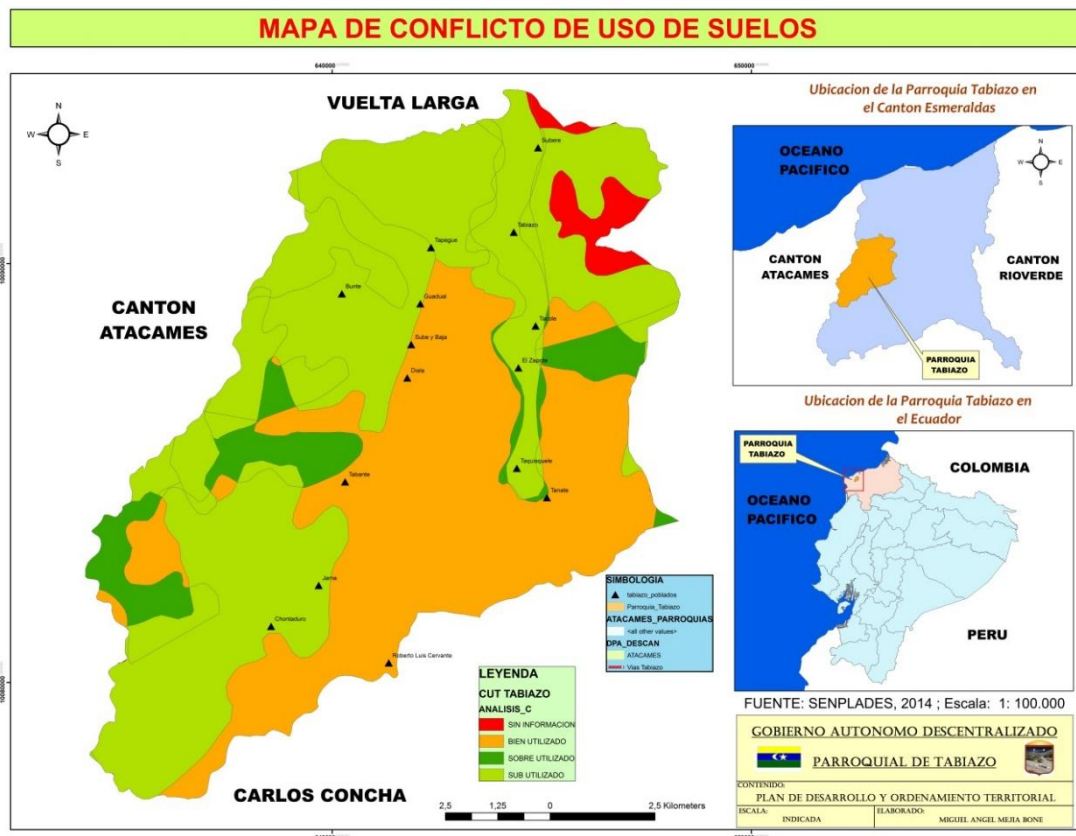 MAPA DE CONFLICTO DE USO DE SUELOS
640000
650000
VUELTA LARGA
N
W
E
S
CANTON
ATACAMES
Subere
Tabiazo
Tapegue
Bunte
Guadual
Sube y Baja
Dixla
Tacole
El Zapote
Taquisquele
Tanate
Tabante
Jama
Chontaduro
Roberto Luis Cervante
CARLOS CONCHA
10090000
10080000
SIMBOLOGIA
tabiazo_poblados
Parroquia_Tabiazo
ATACAMES_PARROQUIAS
<all other values>
DPA_DESCAN
ATACAMES
Vias Tabiazo
LEYENDA
CUT TABIAZO
ANALISIS_C
SIN INFORMACION
BIEN UTILIZADO
SOBRE UTILIZADO
SUB UTILIZADO
2,5 1,25 0 2,5 Kilometers
Ubicacion de la Parroquia Tabiazo en
el Canton Esmeraldas
OCEANO
PACIFICO
N
W
E
S
CANTON
ATACAMES
CANTON
RIOVERDE
PARROQUIA
TABIAZO
Ubicacion de la Parroquia Tabiazo en
el Ecuador
PARROQUIA
TABIAZO
COLOMBIA
OCEANO
PACIFICO
PERU
FUENTE: SENPLADES, 2014 ; Escala: 1: 100.000
GOBIERNO AUTONOMO DESCENTRALIZADO
PARROQUIAL DE TABIAZO
CONTENIDO:
PLAN DE DESARROLLO Y ORDENAMIENTO TERRITORIAL
ESCALA:
INDICADA
ELABORADO:
MIGUEL ANGEL MEJIA BONE